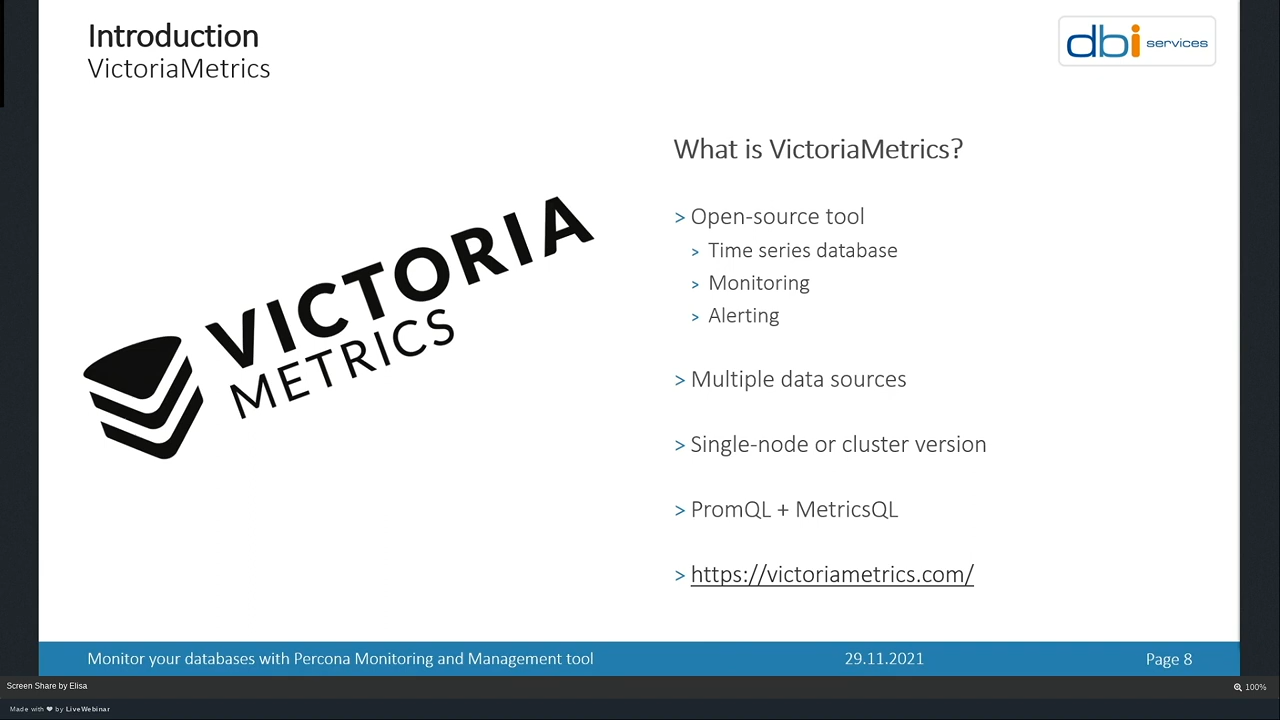 Introduction
VictoriaMetrics
dbi services
What is VictoriaMetrics?
> Open-source tool
> Time series database
> Monitoring
> Alerting
> Multiple data sources
> Single-node or cluster version
> PromQL + MetricsQL
> https://victoriametrics.com/
VICTORIA
METRICS
Monitor your databases with Percona Monitoring and Management tool 29.11.2021 Page 8
Screen Share by Elisa 100%
Made with ♥ by LiveWebinar